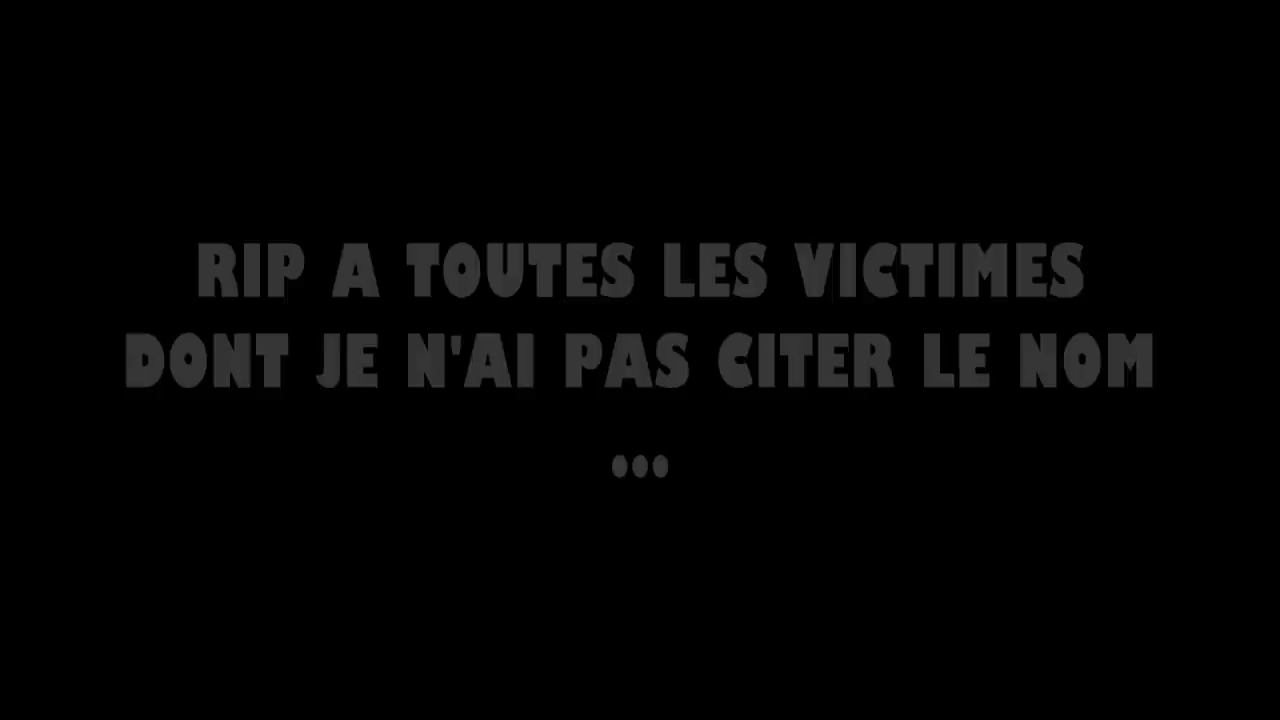 RIP A TOUTES LES VICTIMES
DONT JE N'AI PAS CITER LE NOM
...